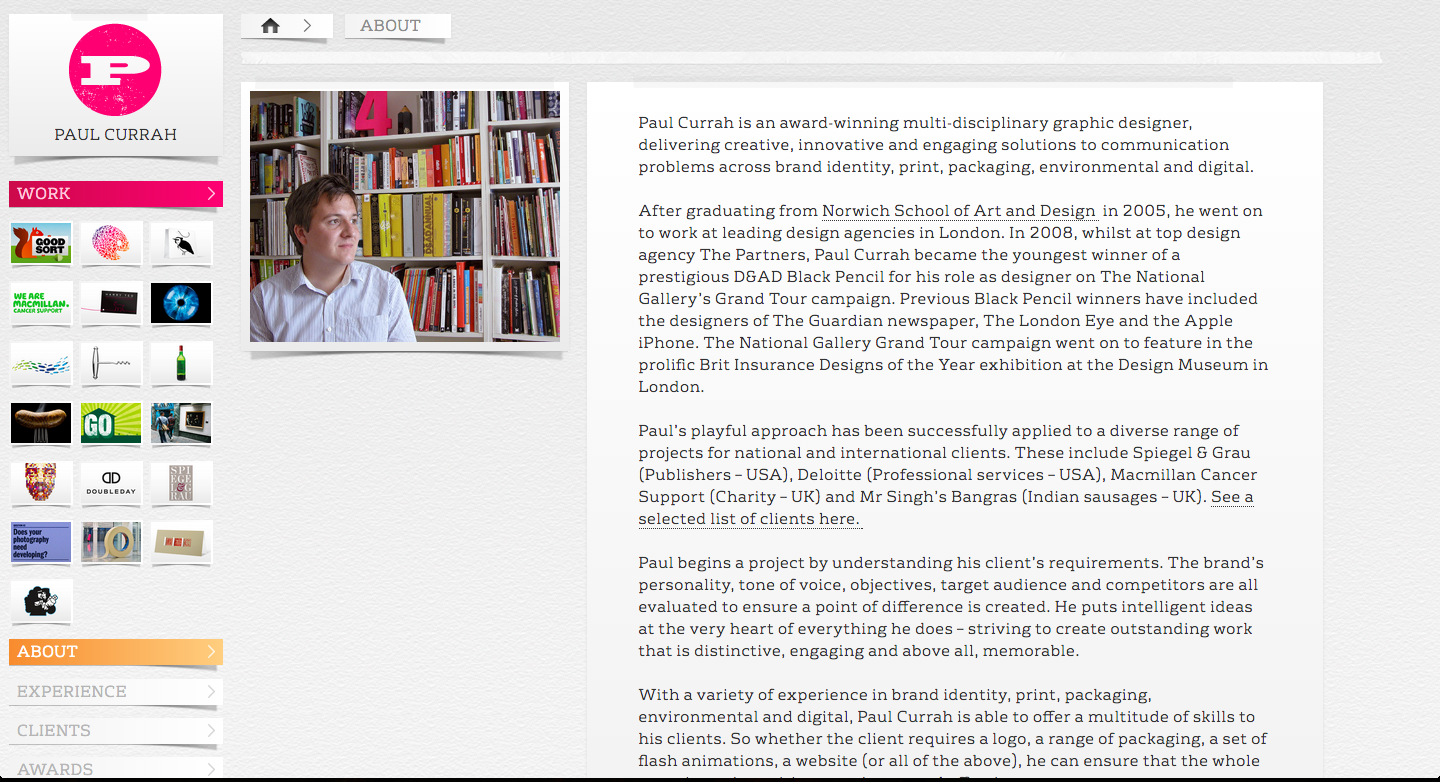 P
PAUL CURRAH
ABOUT
WORK
GOOD
SORT
WE ARE
MACMILLAN.
CANCER SUPPORT
GO
DOUBLEDAY
SPI
EGE
L&
GRAU
Does your
photography
need
developing?
ABOUT
EXPERIENCE
CLIENTS
AWARDS
4
D&AD ANNUAL
Paul Currah is an award-winning multi-disciplinary graphic designer,
delivering creative, innovative and engaging solutions to communication
problems across brand identity, print, packaging, environmental and digital.
After graduating from Norwich School of Art and Design in 2005, he went on
to work at leading design agencies in London. In 2008, whilst at top design
agency The Partners, Paul Currah became the youngest winner of a
prestigious D&AD Black Pencil for his role as designer on The National
Gallery's Grand Tour campaign. Previous Black Pencil winners have included
the designers of The Guardian newspaper, The London Eye and the Apple
iPhone. The National Gallery Grand Tour campaign went on to feature in the
prolific Brit Insurance Designs of the Year exhibition at the Design Museum in
London.
Paul's playful approach has been successfully applied to a diverse range of
projects for national and international clients. These include Spiegel & Grau
(Publishers – USA), Deloitte (Professional services – USA), Macmillan Cancer
Support (Charity – UK) and Mr Singh's Bangras (Indian sausages – UK). See a
selected list of clients here.
Paul begins a project by understanding his client's requirements. The brand's
personality, tone of voice, objectives, target audience and competitors are all
evaluated to ensure a point of difference is created. He puts intelligent ideas
at the very heart of everything he does – striving to create outstanding work
that is distinctive, engaging and above all, memorable.
With a variety of experience in brand identity, print, packaging,
environmental and digital, Paul Currah is able to offer a multitude of skills to
his clients. So whether the client requires a logo, a range of packaging, a set of
flash animations, a website (or all of the above), he can ensure that the whole